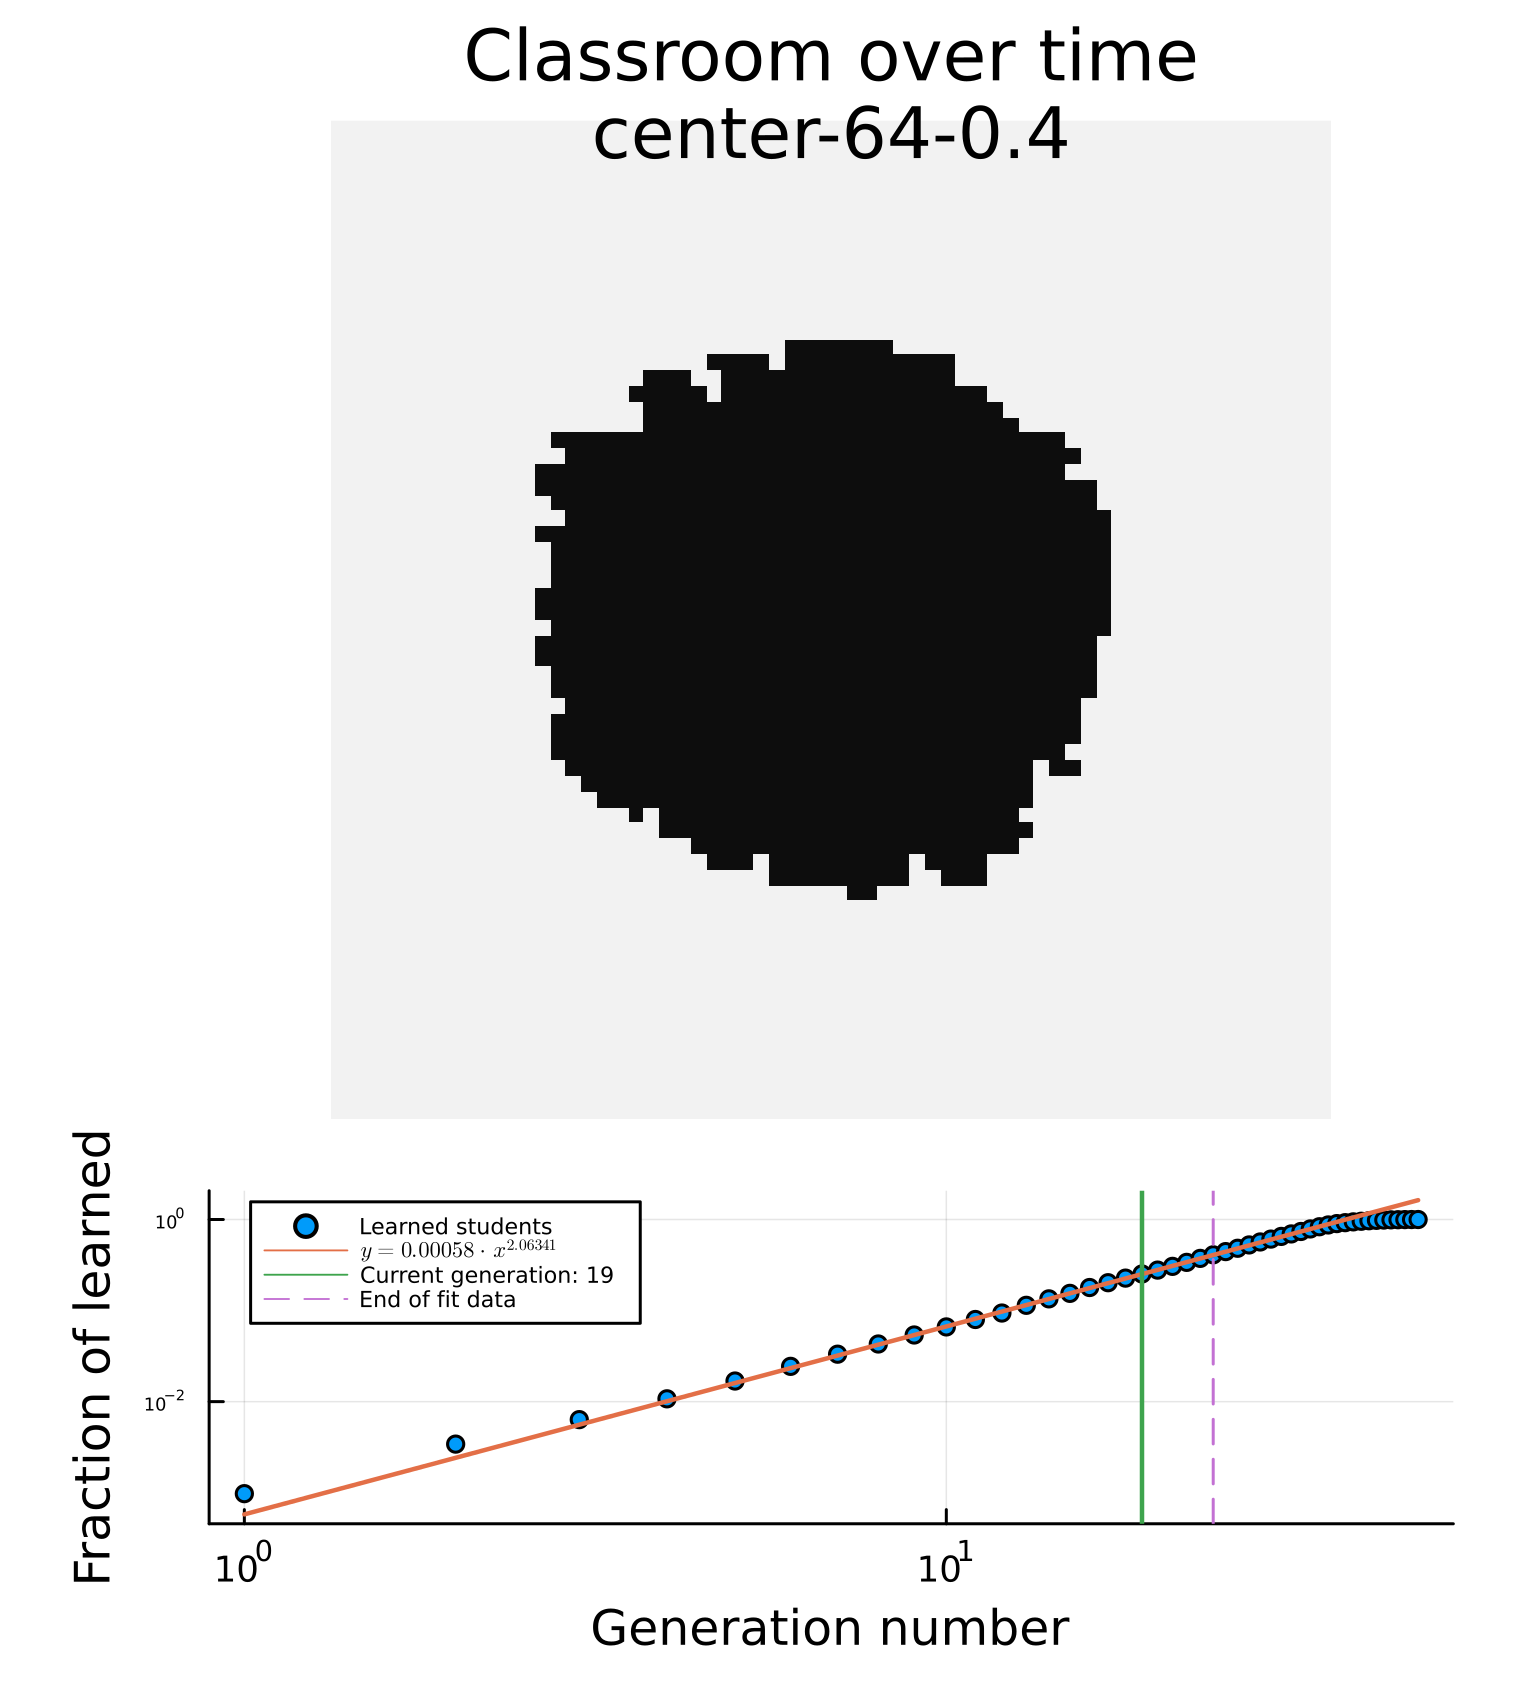 Classroom over time
center-64-0.4
Fraction of learned
10⁰
10⁻²
Learned students
y = 0.00058 · x^2.06341
Current generation: 19
End of fit data
10⁰ 10¹
Generation number